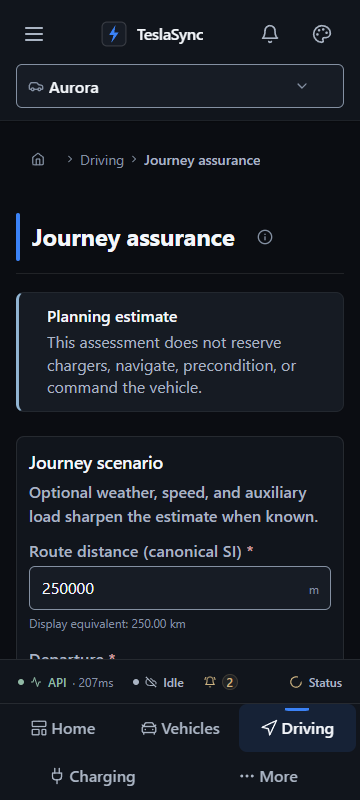 TeslaSync
Aurora
Driving
Journey assurance
Journey assurance
Planning estimate
This assessment does not reserve
chargers, navigate, precondition, or
command the vehicle.
Journey scenario
Optional weather, speed, and auxiliary
load sharpen the estimate when known.
Route distance (canonical SI) *
250000 m
Display equivalent: 250.00 km
Departure *
API · 207ms Idle 2 Status
Home Vehicles Driving
Charging More